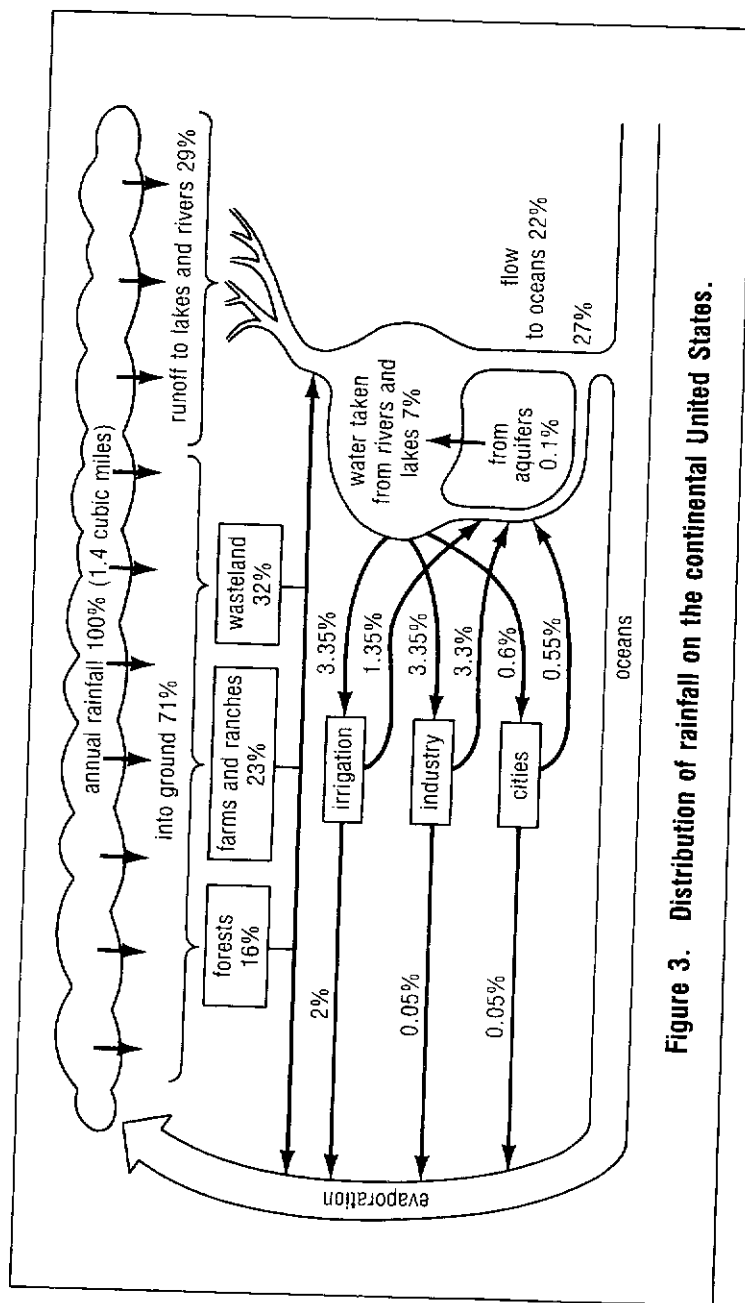 annual rainfall 100% (1.4 cubic miles)
into ground 71%
runoff to lakes and rivers 29%
forests
16%
farms and ranches
23%
wasteland
32%
evaporation
2%
irrigation
3.35%
1.35%
0.05%
industry
3.35%
3.3%
0.05%
cities
0.6%
0.55%
water taken
from rivers and
lakes 7%
from
aquifers
0.1%
flow
to oceans 22%
27%
oceans
Figure 3. Distribution of rainfall on the continental United States.